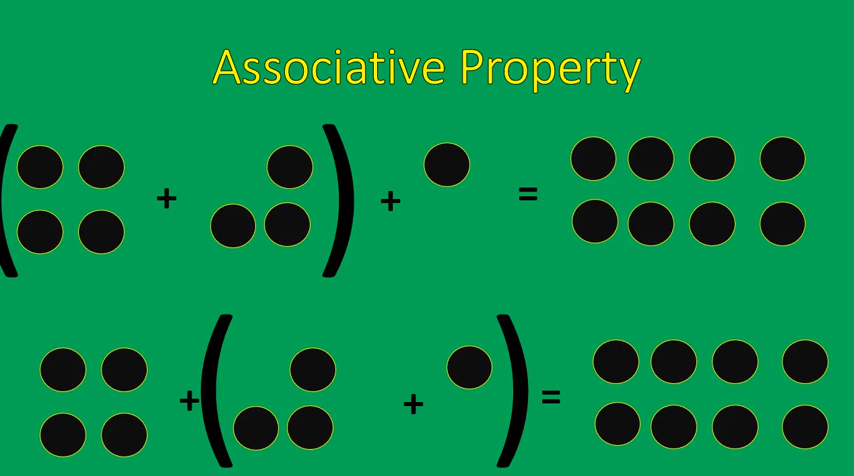 Associative Property
( + ) + =
+ ( + ) =